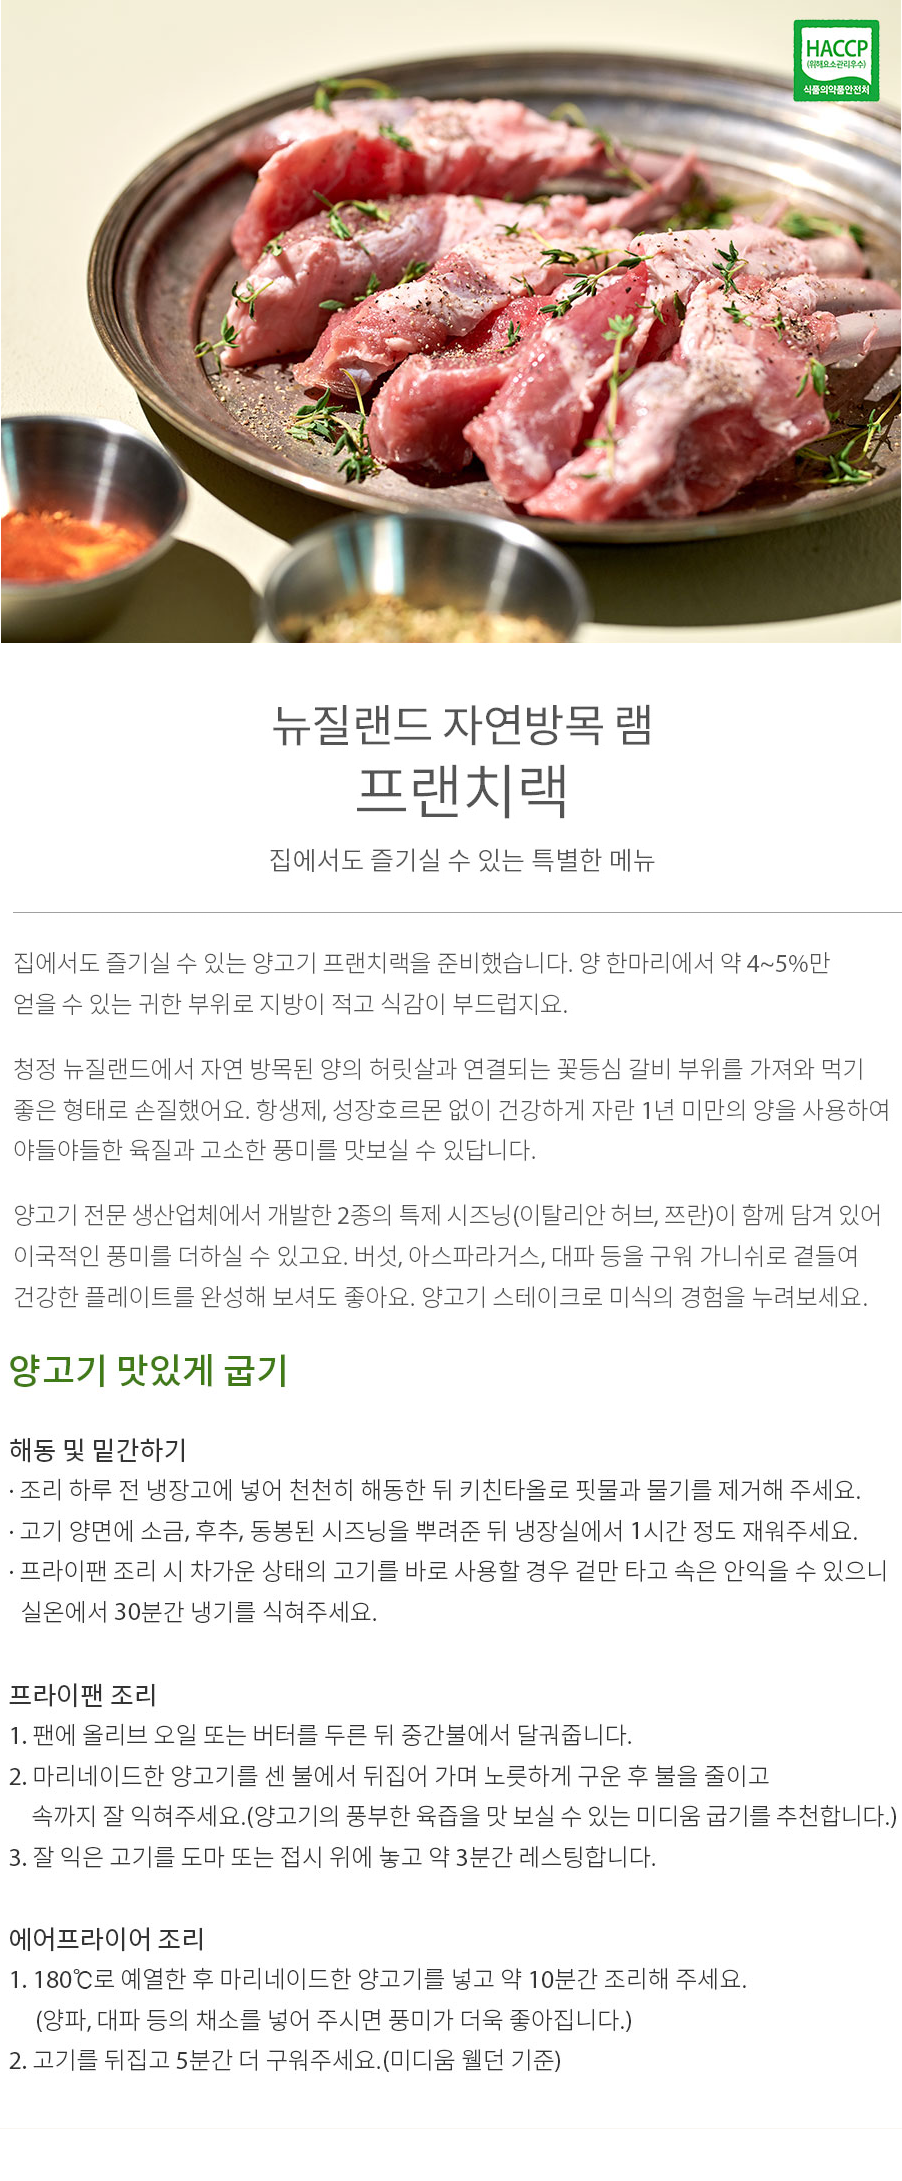 HACCP
(위해요소관리우수)
식품의약품안전처
뉴질랜드 자연방목 램
프랜치랙
집에서도 즐기실 수 있는 특별한 메뉴
집에서도 즐기실 수 있는 양고기 프랜치랙을 준비했습니다. 양 한마리에서 약 4~5%만
얻을 수 있는 귀한 부위로 지방이 적고 식감이 부드럽지요.
청정 뉴질랜드에서 자연 방목된 양의 허릿살과 연결되는 꽃등심 갈비 부위를 가져와 먹기
좋은 형태로 손질했어요. 항생제, 성장호르몬 없이 건강하게 자란 1년 미만의 양을 사용하여
야들야들한 육질과 고소한 풍미를 맛보실 수 있답니다.
양고기 전문 생산업체에서 개발한 2종의 특제 시즈닝(이탈리안 허브, 쯔란)이 함께 담겨 있어
이국적인 풍미를 더하실 수 있고요. 버섯, 아스파라거스, 대파 등을 구워 가니쉬로 곁들여
건강한 플레이트를 완성해 보셔도 좋아요. 양고기 스테이크로 미식의 경험을 누려보세요.
양고기 맛있게 굽기
해동 및 밑간하기
· 조리 하루 전 냉장고에 넣어 천천히 해동한 뒤 키친타올로 핏물과 물기를 제거해 주세요.
· 고기 양면에 소금, 후추, 동봉된 시즈닝을 뿌려준 뒤 냉장실에서 1시간 정도 재워주세요.
· 프라이팬 조리 시 차가운 상태의 고기를 바로 사용할 경우 겉만 타고 속은 안익을 수 있으니
실온에서 30분간 냉기를 식혀주세요.
프라이팬 조리
1. 팬에 올리브 오일 또는 버터를 두른 뒤 중간불에서 달궈줍니다.
2. 마리네이드한 양고기를 센 불에서 뒤집어 가며 노릇하게 구운 후 불을 줄이고
속까지 잘 익혀주세요.(양고기의 풍부한 육즙을 맛 보실 수 있는 미디움 굽기를 추천합니다.)
3. 잘 익은 고기를 도마 또는 접시 위에 놓고 약 3분간 레스팅합니다.
에어프라이어 조리
1. 180℃로 예열한 후 마리네이드한 양고기를 넣고 약 10분간 조리해 주세요.
(양파, 대파 등의 채소를 넣어 주시면 풍미가 더욱 좋아집니다.)
2. 고기를 뒤집고 5분간 더 구워주세요.(미디움 웰던 기준)